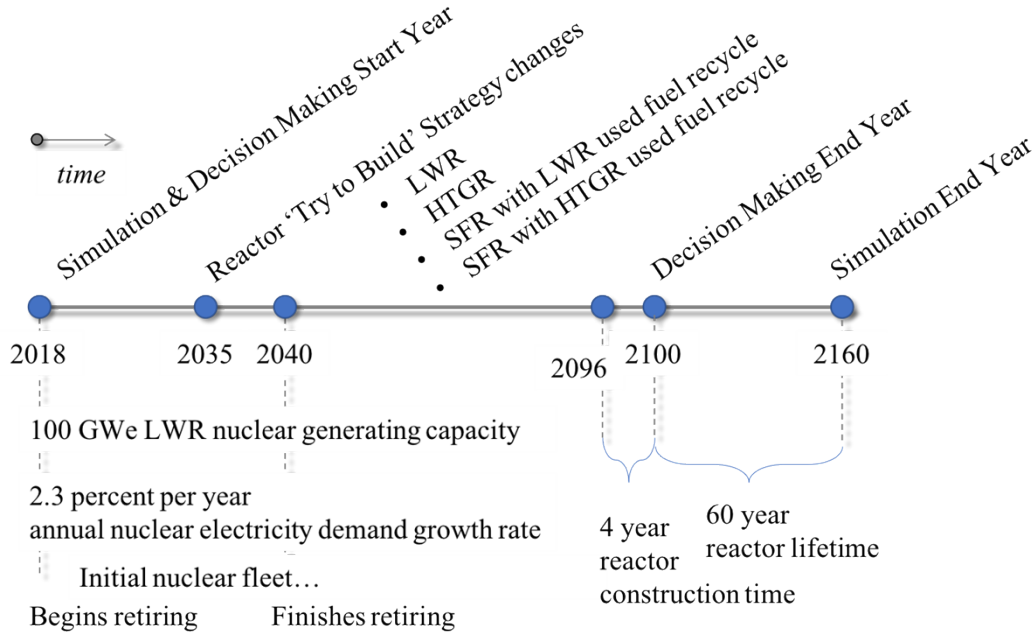 time
Simulation & Decision Making Start Year
Reactor ‘Try to Build’ Strategy changes
• LWR
• HTGR
• SFR with LWR used fuel recycle
• SFR with HTGR used fuel recycle
Decision Making End Year
Simulation End Year
2018
2035
2040
2096
2100
2160
100 GWe LWR nuclear generating capacity
2.3 percent per year
annual nuclear electricity demand growth rate
Initial nuclear fleet…
Begins retiring
Finishes retiring
4 year
reactor
construction time
60 year
reactor lifetime